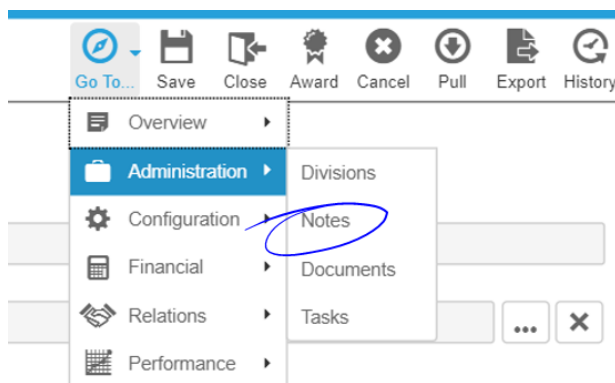 Go To... Save Close Award Cancel Pull Export History
Overview
Administration Divisions
Configuration Notes
Financial Documents
Relations Tasks
...
Performance